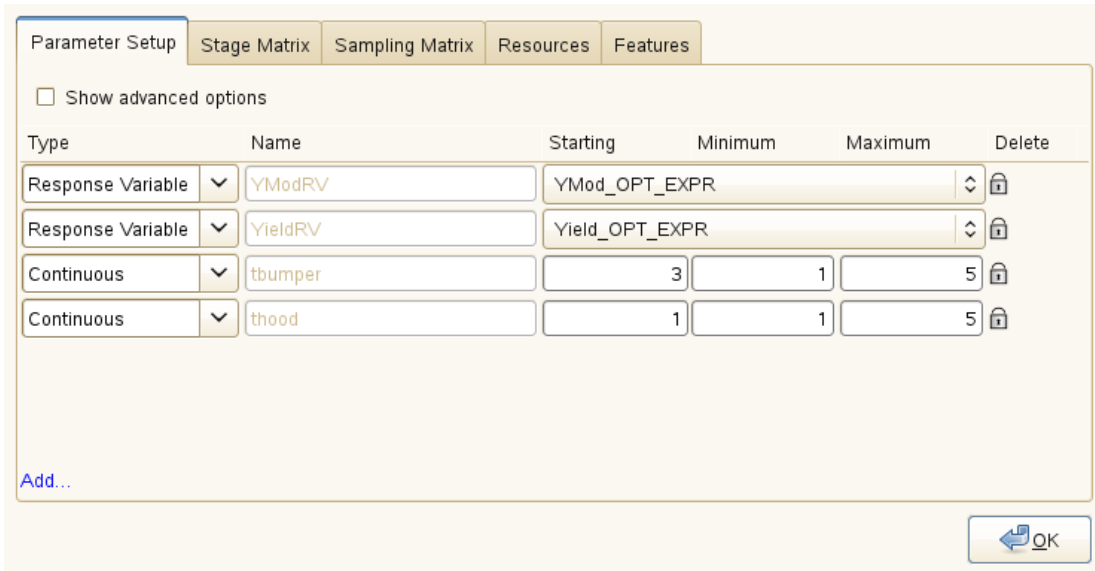 Parameter Setup Stage Matrix Sampling Matrix Resources Features
Show advanced options
Type Name Starting Minimum Maximum Delete
Response Variable YModRV YMod_OPT_EXPR
Response Variable YieldRV Yield_OPT_EXPR
Continuous tbumper 3 1 5
Continuous thood 1 1 5
Add...
OK